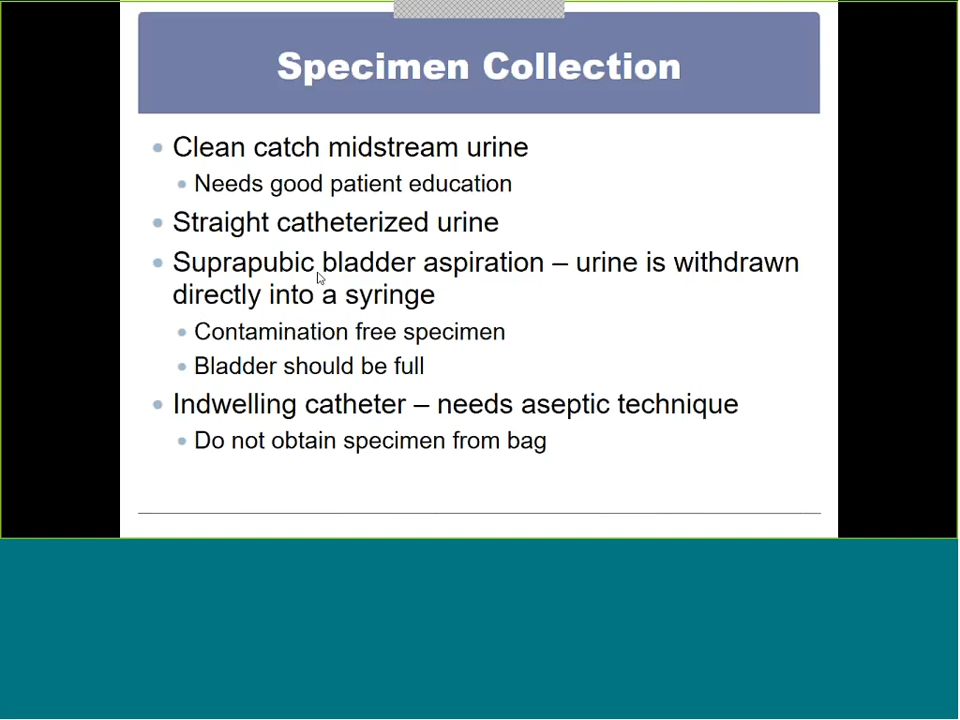 Specimen Collection
Clean catch midstream urine
Needs good patient education
Straight catheterized urine
Suprapubic bladder aspiration – urine is withdrawn
directly into a syringe
Contamination free specimen
Bladder should be full
Indwelling catheter – needs aseptic technique
Do not obtain specimen from bag